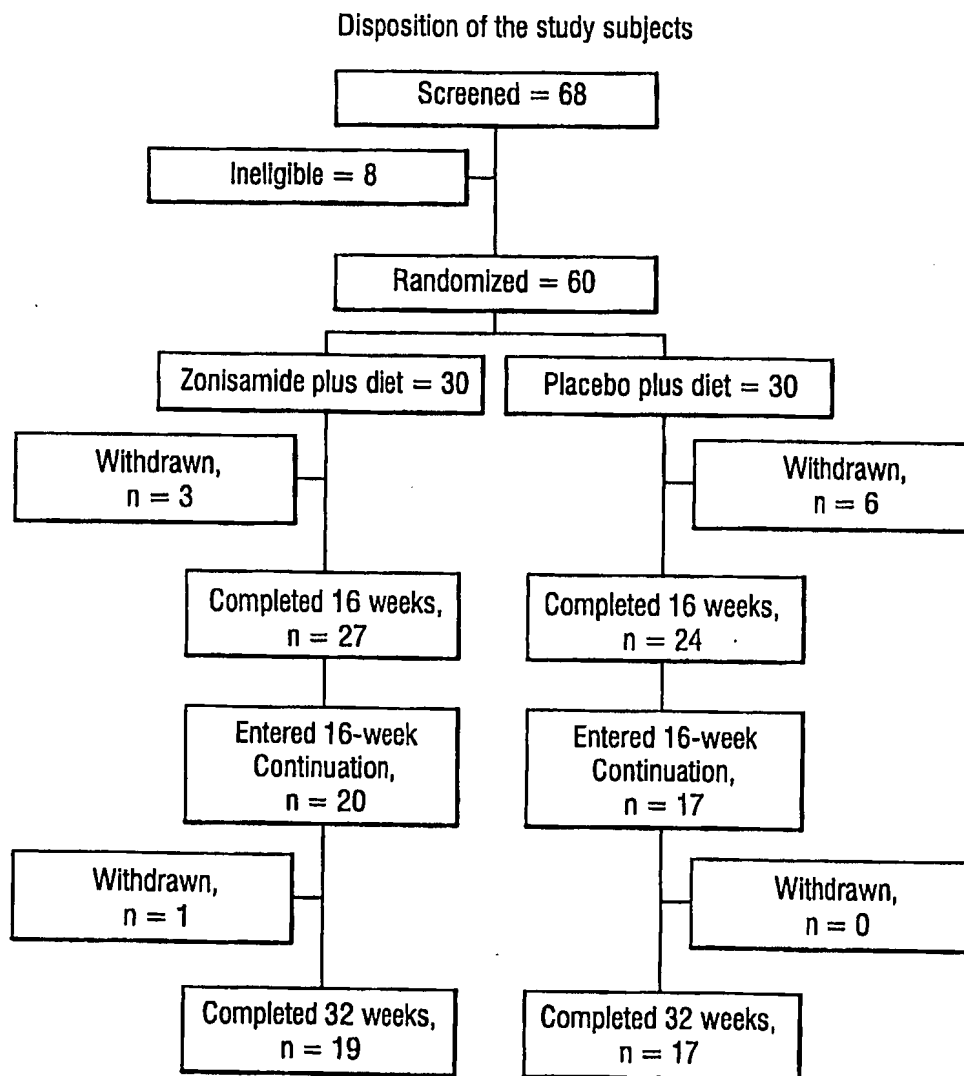 Disposition of the study subjects
Screened = 68
Ineligible = 8
Randomized = 60
Zonisamide plus diet = 30
Placebo plus diet = 30
Withdrawn,
n = 3
Withdrawn,
n = 6
Completed 16 weeks,
n = 27
Completed 16 weeks,
n = 24
Entered 16-week
Continuation,
n = 20
Entered 16-week
Continuation,
n = 17
Withdrawn,
n = 1
Withdrawn,
n = 0
Completed 32 weeks,
n = 19
Completed 32 weeks,
n = 17